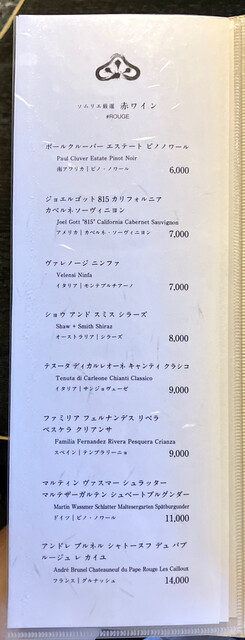 ソムリエ厳選 赤ワイン
#ROUGE
ポールクルーバー エステート ピノノワール
Paul Cluver Estate Pinot Noir
南アフリカ | ピノ・ノワール 6,000
ジョエルゴット 815 カリフォルニア
カベルネソーヴィニヨン
Joel Gott "815" California Cabernet Sauvignon
アメリカ | カベルネ・ソーヴィニヨン 7,000
ヴァレノージ ニンファ
Velensi Ninfa
イタリア | モンテプルチアーノ 7,000
ショウ アンド スミス シラーズ
Shaw + Smith Shiraz
オーストラリア | シラーズ 8,000
テヌータ ディカルレオーネ キャンティ クラシコ
Tenuta di Carleone Chianti Classico
イタリア | サンジョヴェーゼ 9,000
ファミリア フェルナンデス リベラ
ペスケラ クリアンサ
Familia Fernandez Rivera Pesquera Crianza
スペイン | テンプラリーニョ 9,000
マルティン ヴァスマー シュラッター
マルテザーガルテン シュペートブルグンダー
Martin Wassmer Schlatter Maltesergarten Spätburgunder
ドイツ | ピノ・ノワール 11,000
アンドレ ブルネル シャトーヌフ デュ パプ
ルージュ レ カイユ
André Brunel Chateauneuf du Pape Rouge Les Cailloux
フランス | グルナッシュ 14,000